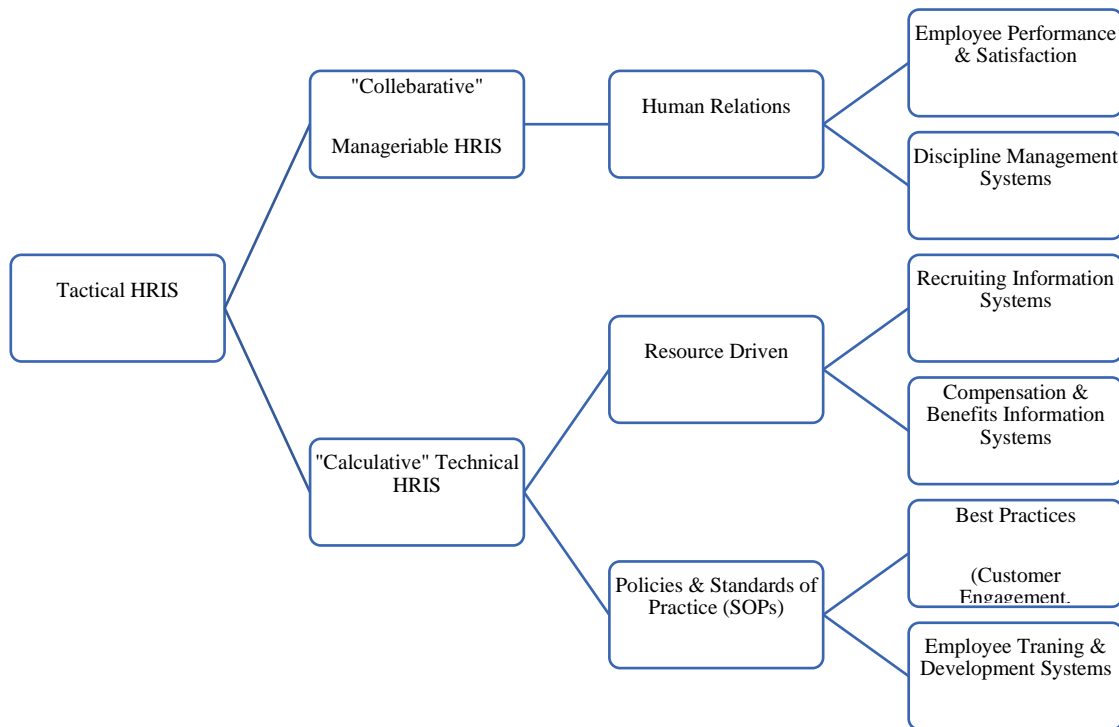 Employee Performance
& Satisfaction
"Collebarative"
Manageriable HRIS
Human Relations
Discipline Management
Systems
Tactical HRIS
Recruiting Information
Systems
Resource Driven
Compensation &
Benefits Information
Systems
"Calculative" Technical
HRIS
Best Practices
(Customer
Engagement,
Policies & Standards of
Practice (SOPs)
Employee Traning &
Development Systems